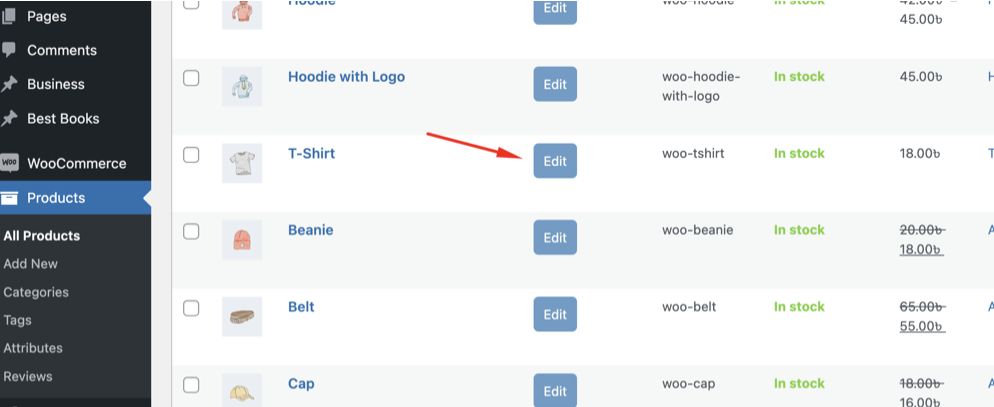 Pages
Comments
Business
Best Books
WOO WooCommerce
Products
All Products
Add New
Categories
Tags
Attributes
Reviews
Hoodie Edit woo-hoodie In stock
45.00৳
Hoodie with Logo Edit woo-hoodie- In stock 45.00৳ H
with-logo
T-Shirt Edit woo-tshirt In stock 18.00৳ T
Beanie Edit woo-beanie In stock 20.00৳ A
18.00৳
Belt Edit woo-belt In stock 65.00৳ A
55.00৳
Cap Edit woo-cap In stock 18.00৳ A
16.00৳